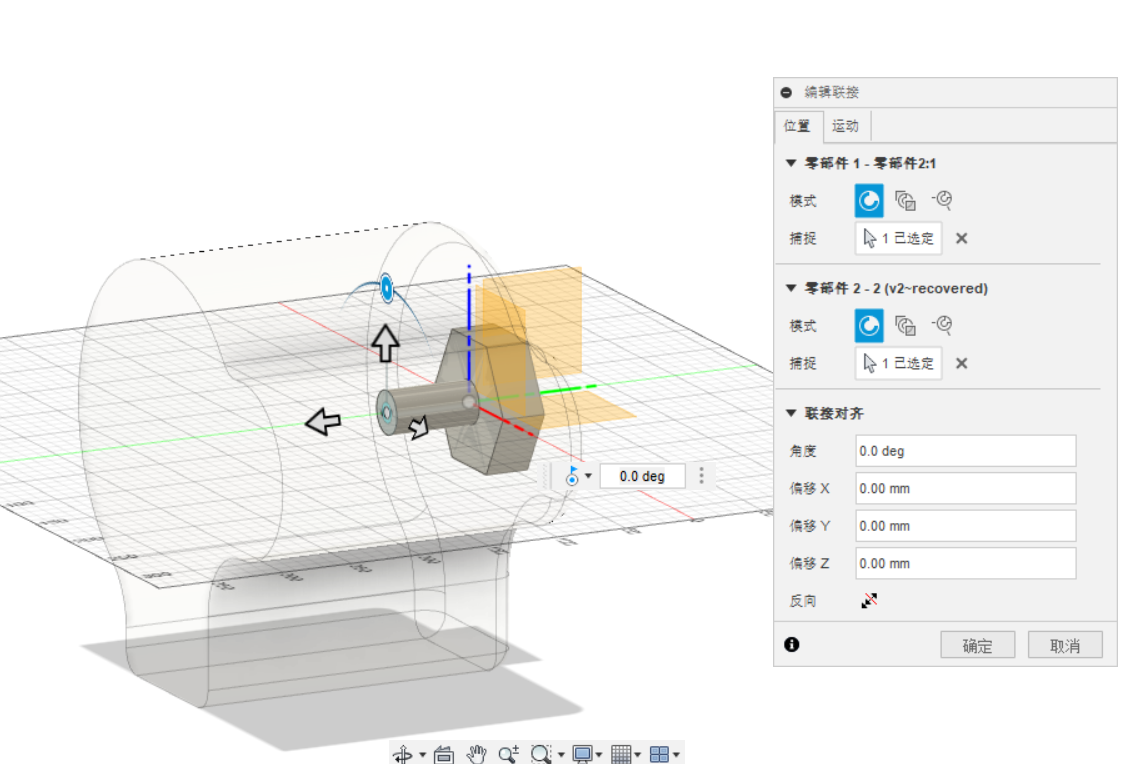 编辑联接
位置 运动
零部件 1 - 零部件2:1
模式
捕捉 1 已选定
零部件 2 - 2 (v2~recovered)
模式
捕捉 1 已选定
联接对齐
角度 0.0 deg
偏移 X 0.00 mm
偏移 Y 0.00 mm
偏移 Z 0.00 mm
反向
确定 取消
0.0 deg